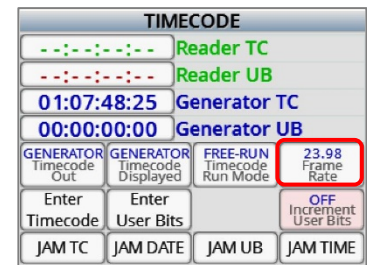 TIMECODE
--:--:--:-- Reader TC
--:--:--:-- Reader UB
01:07:48:25 Generator TC
00:00:00:00 Generator UB
GENERATOR GENERATOR FREE-RUN 23.98
Timecode Timecode Timecode Frame
Out Displayed Run Mode Rate
Enter Enter OFF
Timecode User Bits Increment
User Bits
JAM TC JAM DATE JAM UB JAM TIME